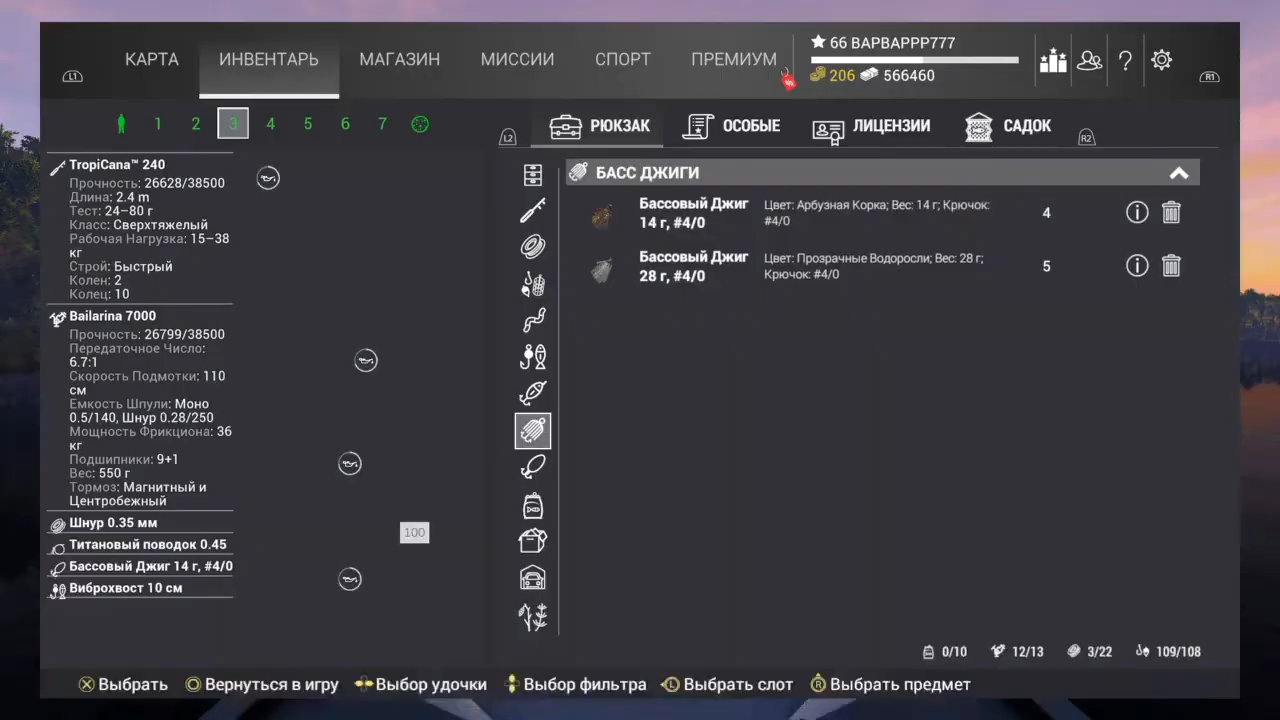 КАРТА ИНВЕНТАРЬ МАГАЗИН МИССИИ СПОРТ ПРЕМИУМ
66 ВАРВАРРР777
206 566460
L1 R1
1 2 3 4 5 6 7
L2 РЮКЗАК ОСОБЫЕ ЛИЦЕНЗИИ САДОК R2
TropiCana™ 240
Прочность: 26628/38500
Длина: 2.4 m
Тест: 24–80 г
Класс: Сверхтяжелый
Рабочая Нагрузка: 15–38
кг
Строй: Быстрый
Колен: 2
Колец: 10
Bailarina 7000
Прочность: 26799/38500
Передаточное Число:
6.7:1
Скорость Подмотки: 110
см
Емкость Шпули: Моно
0.5/140, Шнур 0.28/250
Мощность Фрикциона: 36
кг
Подшипники: 9+1
Вес: 550 г
Тормоз: Магнитный и
Центробежный
Шнур 0.35 мм
100
Титановый поводок 0.45
Бассовый Джиг 14 г, #4/0
Виброхвост 10 см
БАСС ДЖИГИ
Бассовый Джиг
14 г, #4/0
Цвет: Арбузная Корка; Вес: 14 г; Крючок:
#4/0
4
Бассовый Джиг
28 г, #4/0
Цвет: Прозрачные Водоросли; Вес: 28 г;
Крючок: #4/0
5
0/10 12/13 3/22 109/108
Выбрать Вернуться в игру Выбор удочки Выбор фильтра L Выбрать слот R Выбрать предмет